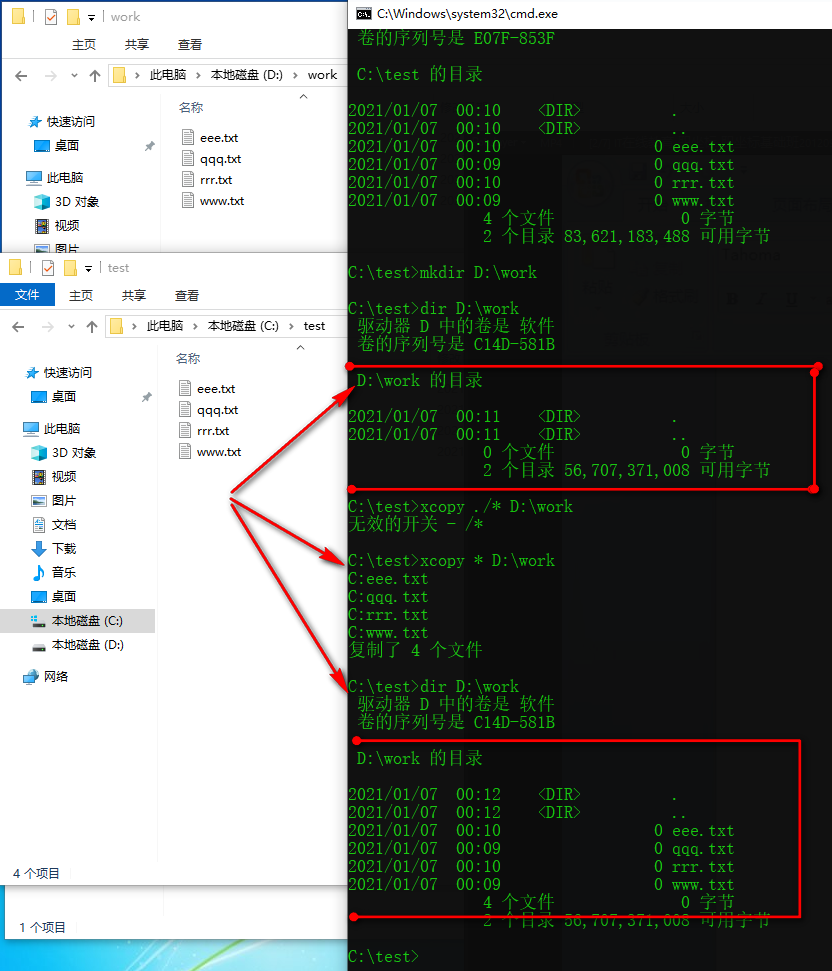 work
主页 共享 查看
此电脑 › 本地磁盘 (D:) › work
名称
快速访问
桌面
此电脑
3D 对象
视频
图片
eee.txt
qqq.txt
rrr.txt
www.txt
test
文件 主页 共享 查看
此电脑 › 本地磁盘 (C:) › test
名称
快速访问
桌面
此电脑
3D 对象
视频
图片
文档
下载
音乐
桌面
本地磁盘 (C:)
本地磁盘 (D:)
网络
eee.txt
qqq.txt
rrr.txt
www.txt
4 个项目
1 个项目
C:\Windows\system32\cmd.exe
卷的序列号是 E07F-853F
C:\test 的目录
2021/01/07 00:10 <DIR> .
2021/01/07 00:10 <DIR> ..
2021/01/07 00:10 0 eee.txt
2021/01/07 00:09 0 qqq.txt
2021/01/07 00:10 0 rrr.txt
2021/01/07 00:09 0 www.txt
4 个文件 0 字节
2 个目录 83,621,183,488 可用字节
C:\test>mkdir D:\work
C:\test>dir D:\work
驱动器 D 中的卷是 软件
卷的序列号是 C14D-581B
D:\work 的目录
2021/01/07 00:11 <DIR> .
2021/01/07 00:11 <DIR> ..
0 个文件 0 字节
2 个目录 56,707,371,008 可用字节
C:\test>xcopy ./* D:\work
无效的开关 - /*
C:\test>xcopy * D:\work
C:eee.txt
C:qqq.txt
C:rrr.txt
C:www.txt
复制了 4 个文件
C:\test>dir D:\work
驱动器 D 中的卷是 软件
卷的序列号是 C14D-581B
D:\work 的目录
2021/01/07 00:12 <DIR> .
2021/01/07 00:12 <DIR> ..
2021/01/07 00:10 0 eee.txt
2021/01/07 00:09 0 qqq.txt
2021/01/07 00:10 0 rrr.txt
2021/01/07 00:09 0 www.txt
4 个文件 0 字节
2 个目录 56,707,371,008 可用字节
C:\test>